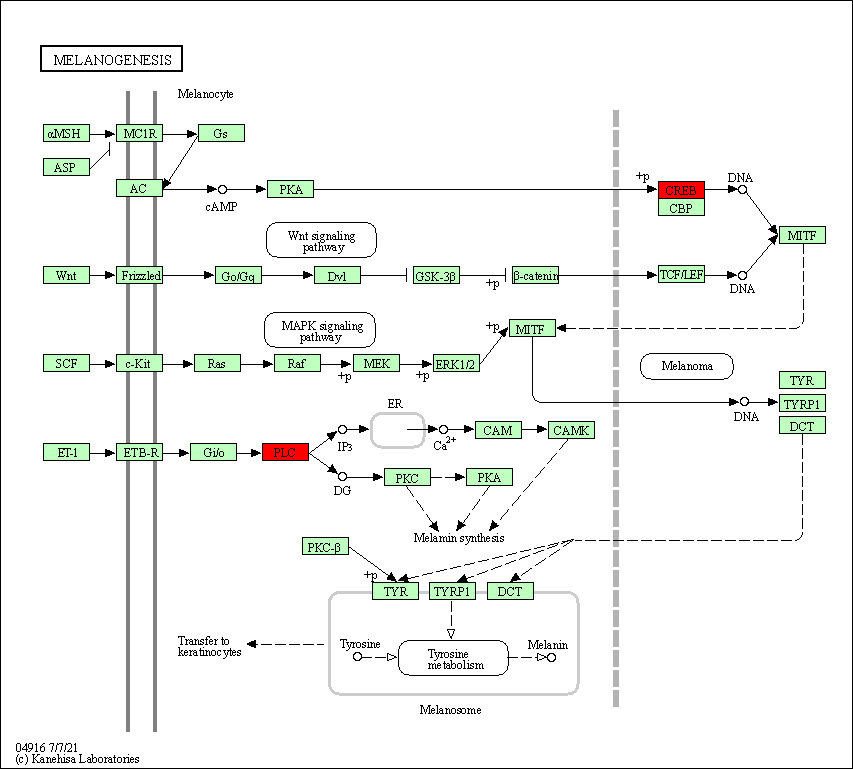 MELANOGENESIS
Melanocyte
αMSH
MC1R
Gs
ASP
AC
cAMP
PKA
+p
CREB
CBP
DNA
MITF
Wnt signaling
pathway
Wnt
Frizzled
Go/Gq
Dvl
GSK-3β
+p
β-catenin
TCF/LEF
DNA
MAPK signaling
pathway
+p
MITF
SCF
c-Kit
Ras
Raf
+p
MEK
+p
ERK1/2
Melanoma
TYR
DNA
TYRP1
DCT
ER
ET-1
ETB-R
Gi/o
PLC
IP3
Ca2+
CAM
CAMK
DG
PKC
PKA
Melamin synthesis
PKC-β
+p
TYR
TYRP1
DCT
Transfer to
keratinocytes
Tyrosine
Tyrosine
metabolism
Melanin
Melanosome
04916 7/7/21
(c) Kanehisa Laboratories